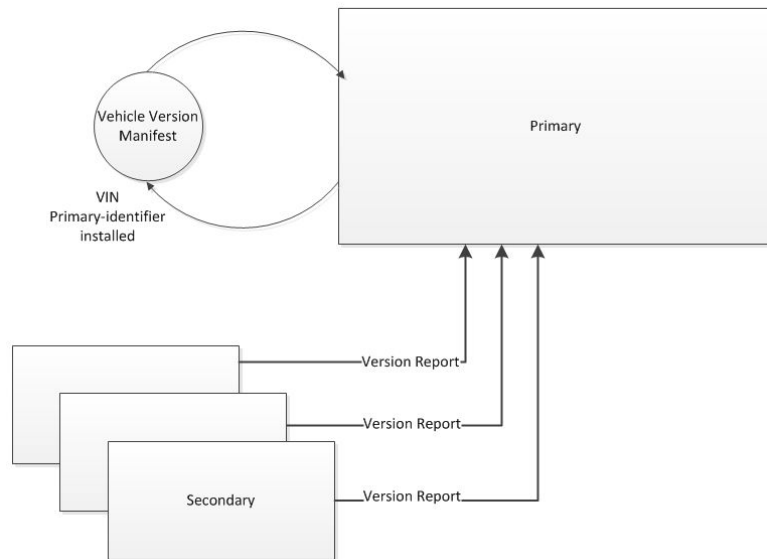 Vehicle Version
Manifest
Primary
VIN
Primary-identifier
installed
Version Report
Version Report
Version Report
Secondary